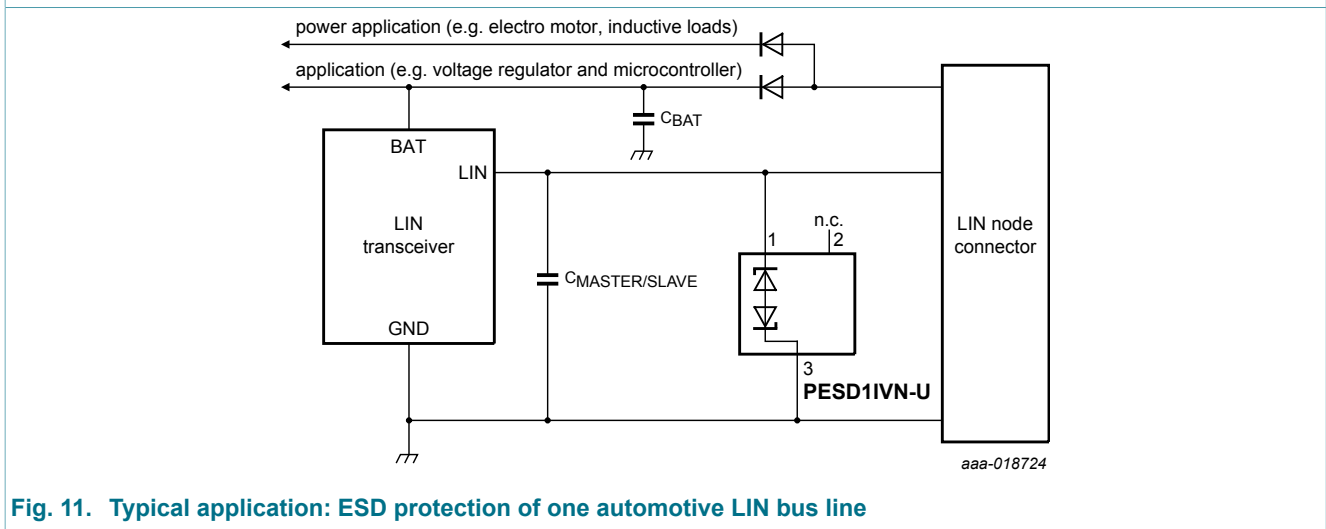 power application (e.g. electro motor, inductive loads)
application (e.g. voltage regulator and microcontroller)
CBAT
BAT
LIN
LIN
transceiver
GND
CMASTER/SLAVE
n.c.
1
2
3
PESD1IVN-U
LIN node
connector
aaa-018724
Fig. 11. Typical application: ESD protection of one automotive LIN bus line